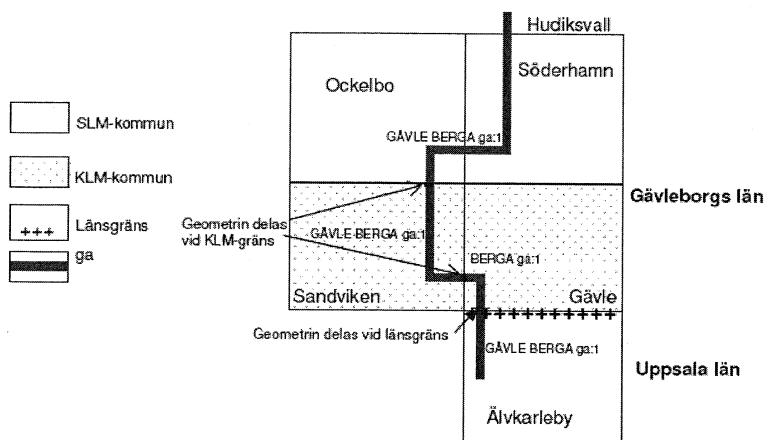 Hudiksvall
Ockelbo
Söderhamn
SLM-kommun
GÄVLE BERGA ga:1
KLM-kommun
Gävleborgs län
Länsgräns
Geometrin delas
vid KLM-gräns
GÄVLE BERGA ga:1
ga
BERGA ga:1
Sandviken
Gävle
Geometrin delas vid länsgräns
GÄVLE BERGA ga:1
Uppsala län
Älvkarleby